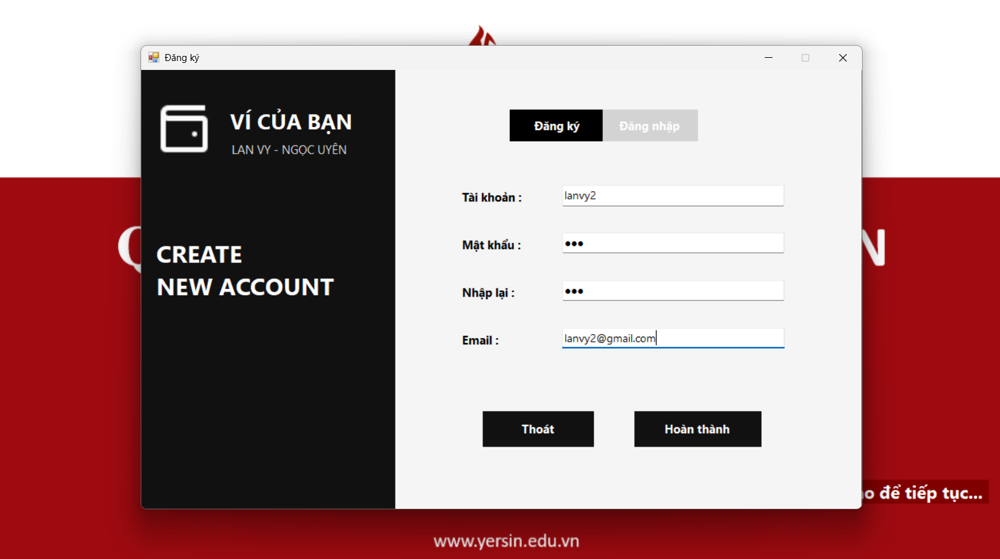 Đăng ký
VÍ CỦA BẠN
LAN VY - NGỌC UYÊN
CREATE
NEW ACCOUNT
Đăng ký
Đăng nhập
Tài khoản :
lanvy2
Mật khẩu :
●●●
Nhập lại :
●●●
Email :
lanvy2@gmail.com
Thoát
Hoàn thành
để tiếp tục...
www.yersin.edu.vn